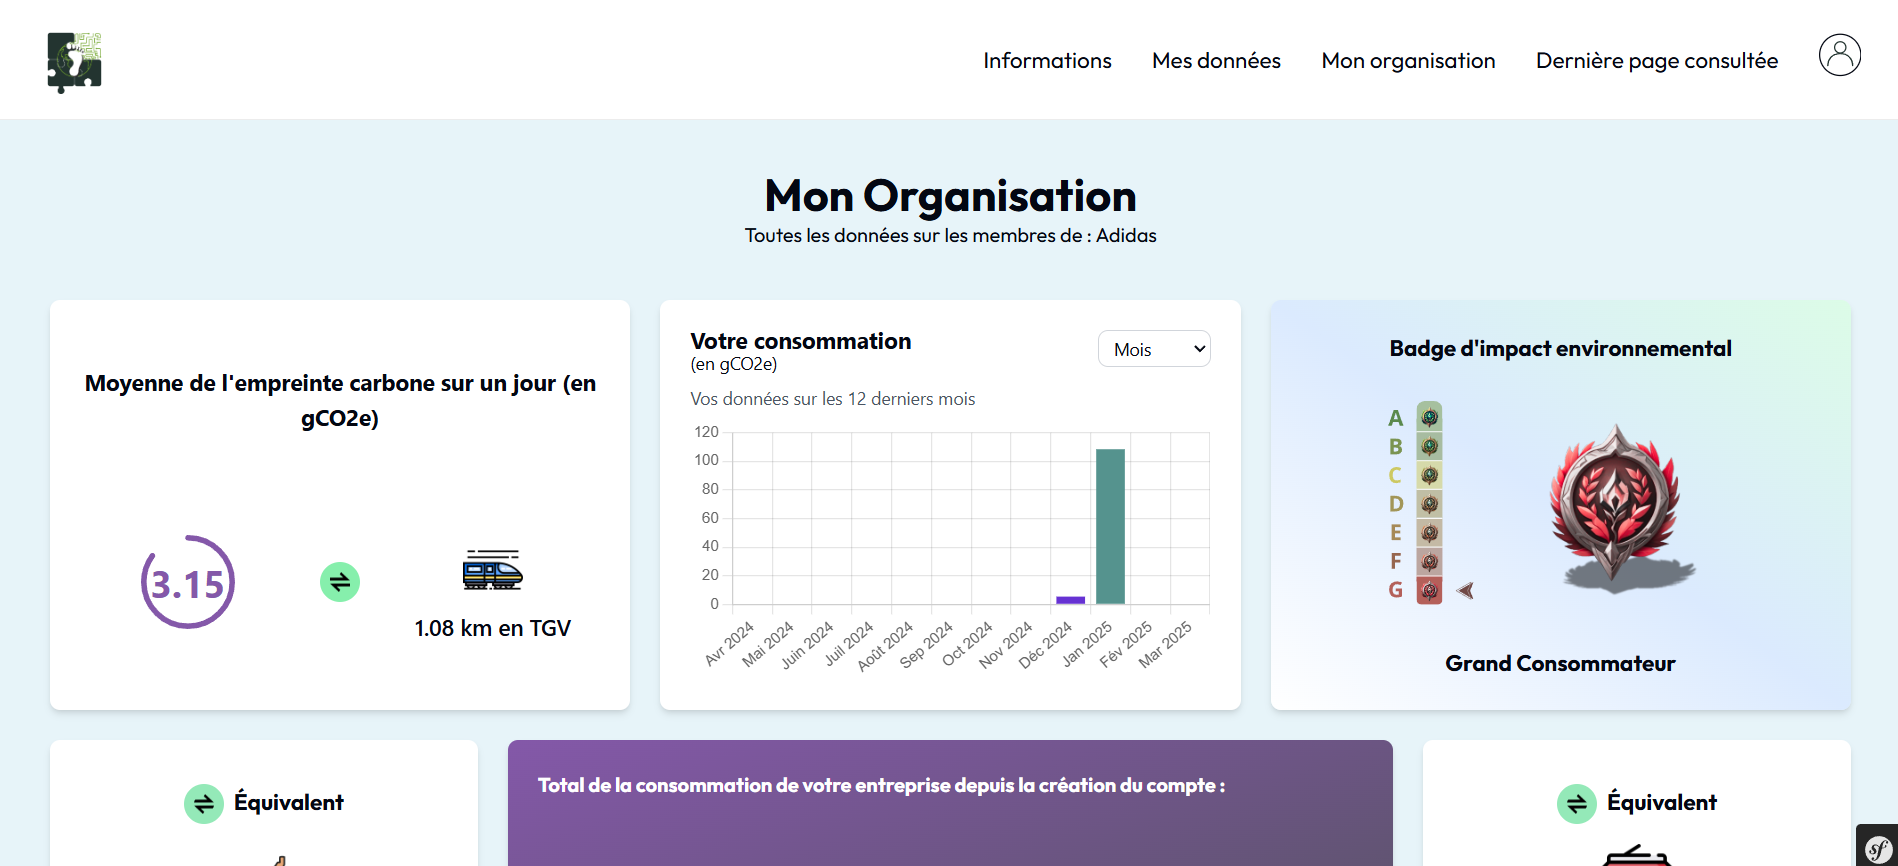 Informations
Mes données
Mon organisation
Dernière page consultée
Mon Organisation
Toutes les données sur les membres de : Adidas
Moyenne de l'empreinte carbone sur un jour (en
gCO2e)
3.15
1.08 km en TGV
Votre consommation
(en gCO2e)
Mois
Vos données sur les 12 derniers mois
120
100
80
60
40
20
0
Avr 2024
Mai 2024
Juin 2024
Juil 2024
Août 2024
Sep 2024
Oct 2024
Nov 2024
Déc 2024
Jan 2025
Fév 2025
Mar 2025
Badge d'impact environnemental
A
B
C
D
E
F
G
Grand Consommateur
Équivalent
Total de la consommation de votre entreprise depuis la création du compte :
Équivalent
sf